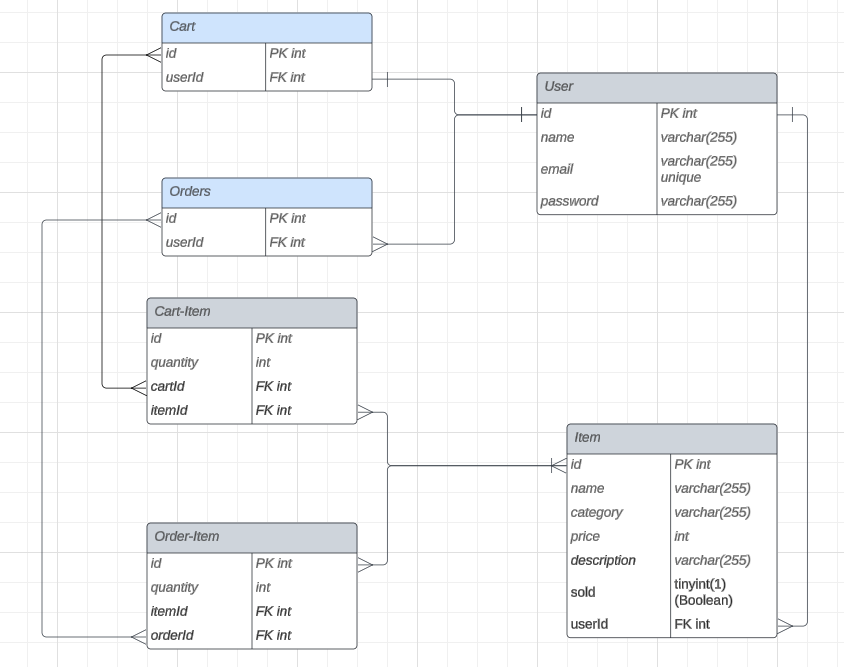 Cart
id PK int
userId FK int
User
id PK int
name varchar(255)
email varchar(255)
unique
password varchar(255)
Orders
id PK int
userId FK int
Cart-Item
id PK int
quantity int
cartId FK int
itemId FK int
Item
id PK int
name varchar(255)
category varchar(255)
price int
description varchar(255)
sold tinyint(1)
(Boolean)
userId FK int
Order-Item
id PK int
quantity int
itemId FK int
orderId FK int